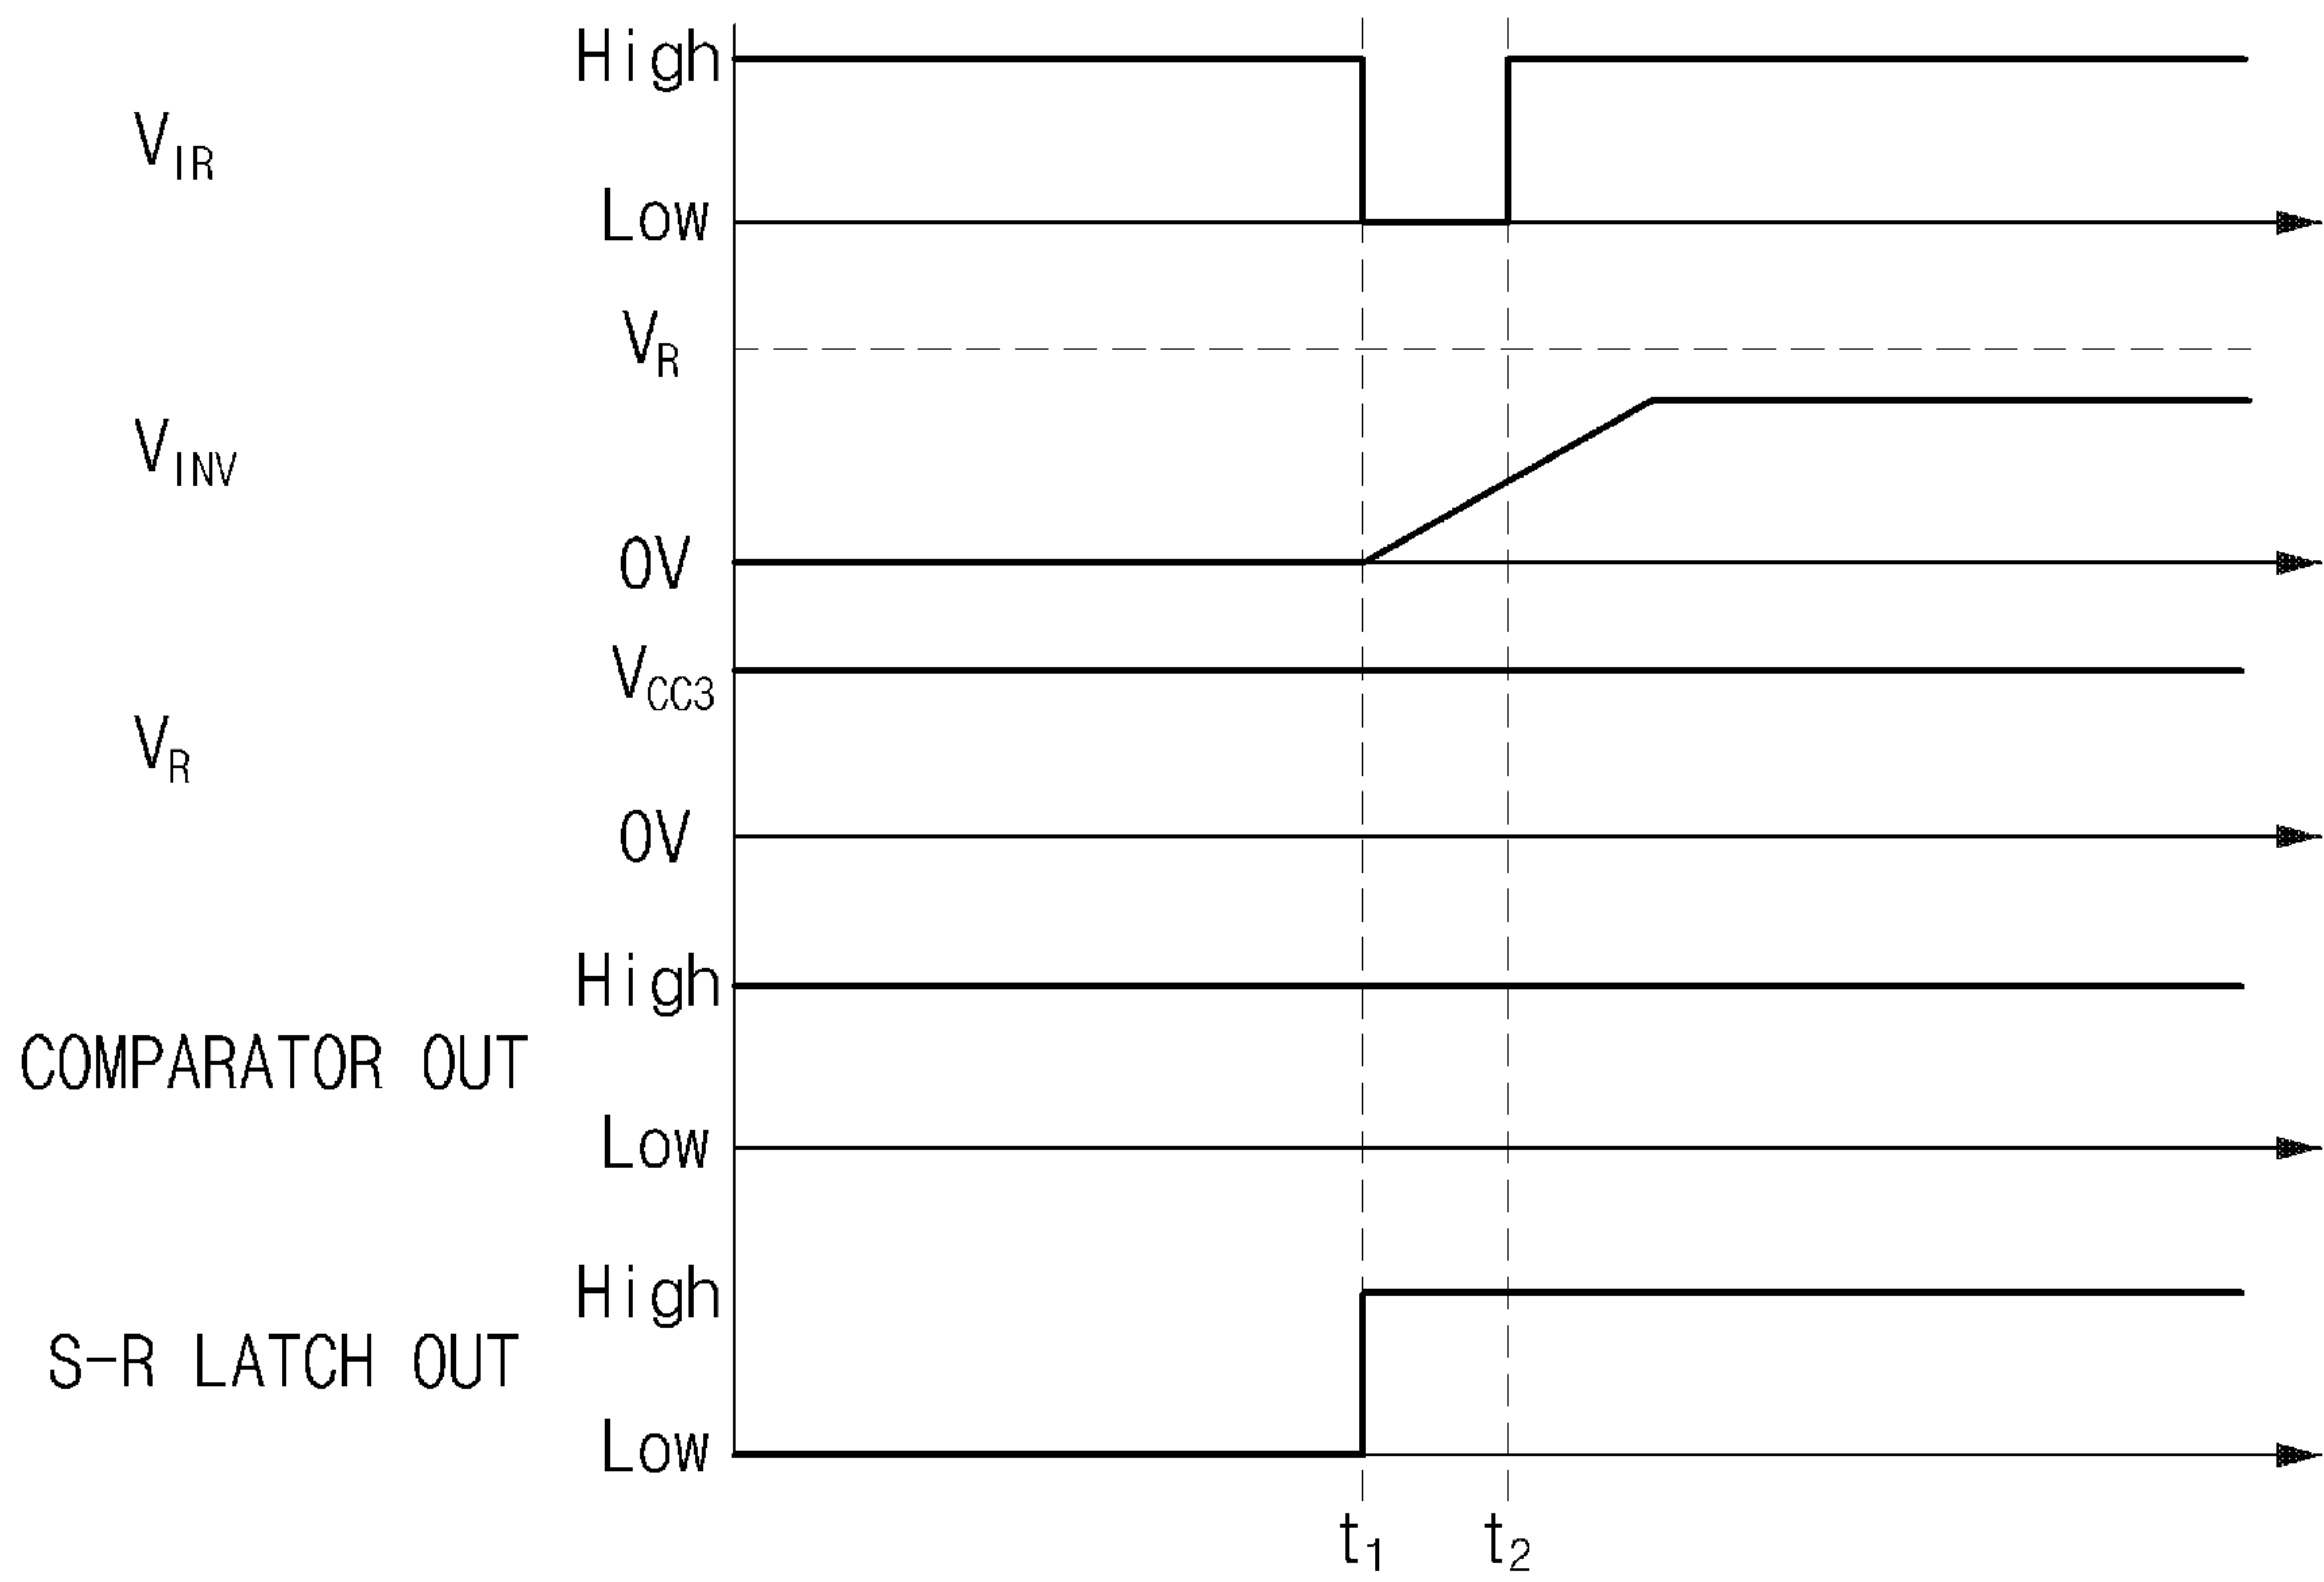 High
V_IR
Low
V_R
V_INV
0V
V_CC3
V_R
0V
High
COMPARATOR OUT
Low
High
S-R LATCH OUT
Low
t_1 t_2